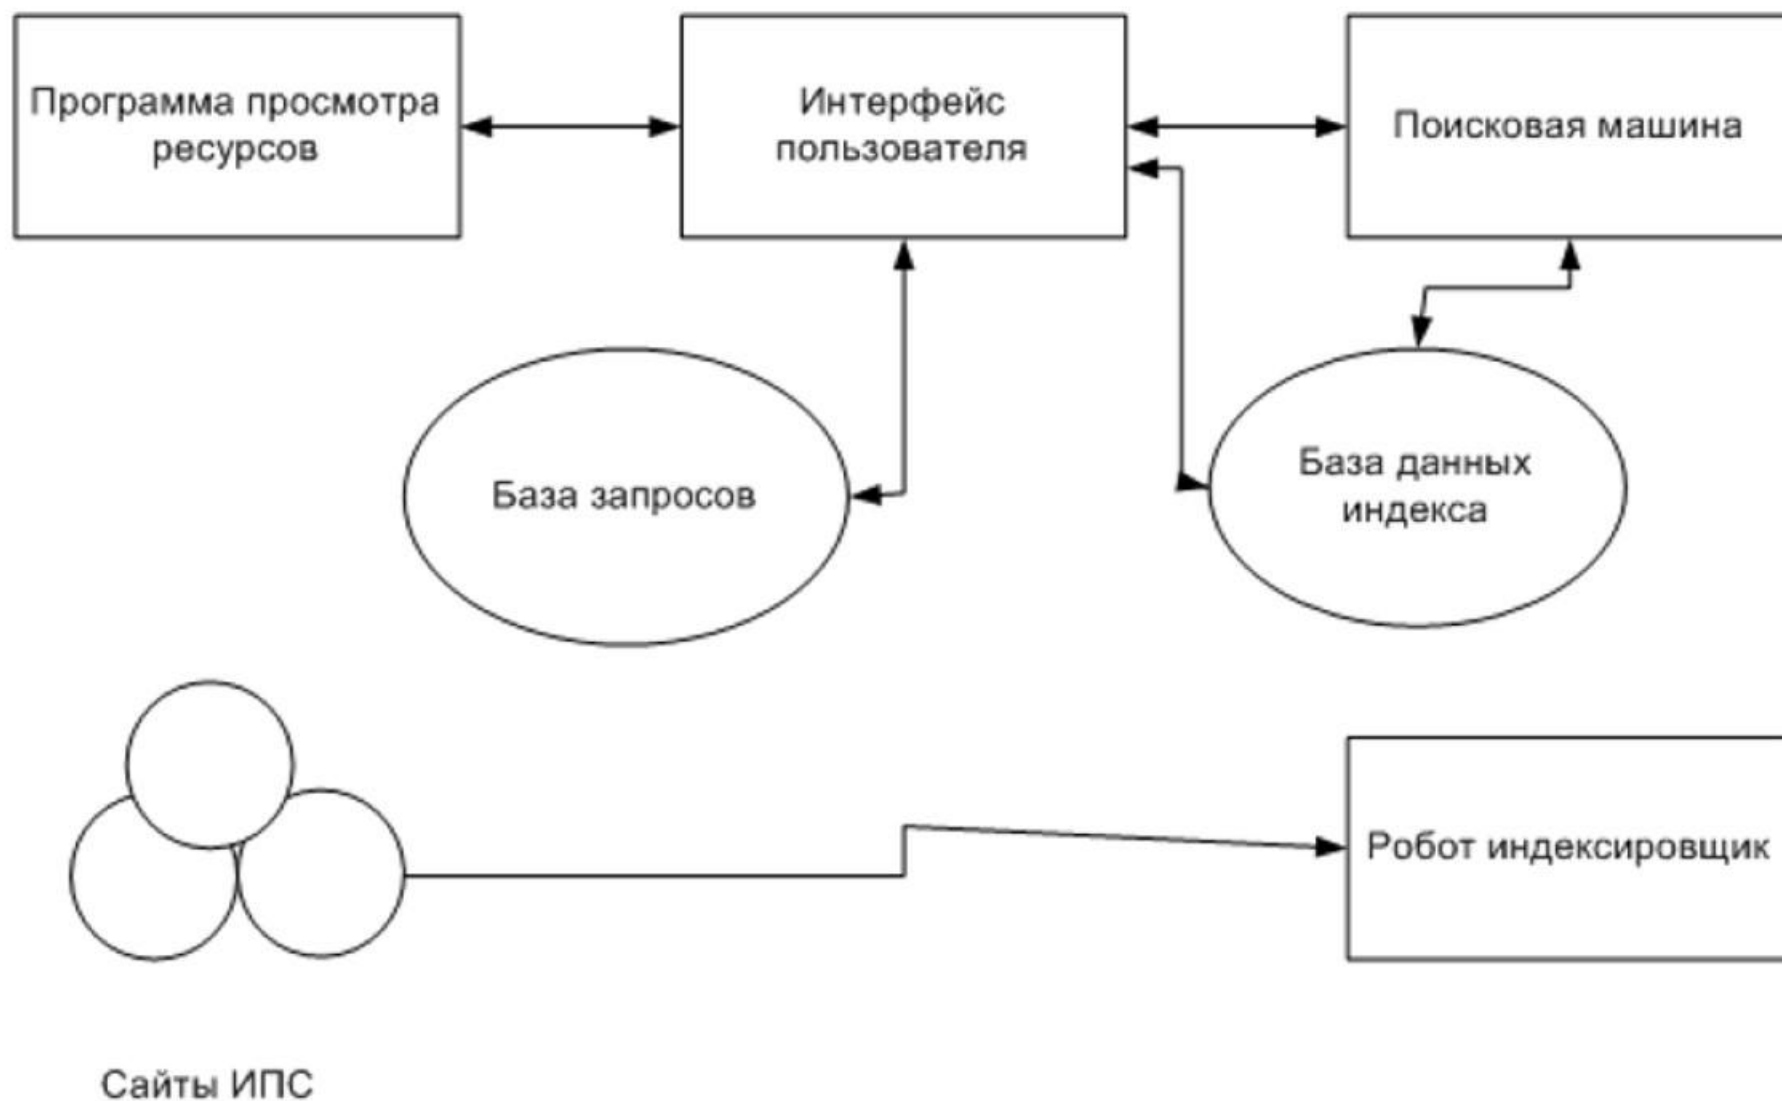 Программа просмотра
ресурсов
Интерфейс
пользователя
Поисковая машина
База запросов
База данных
индекса
Робот индексировщик
Сайты ИПС